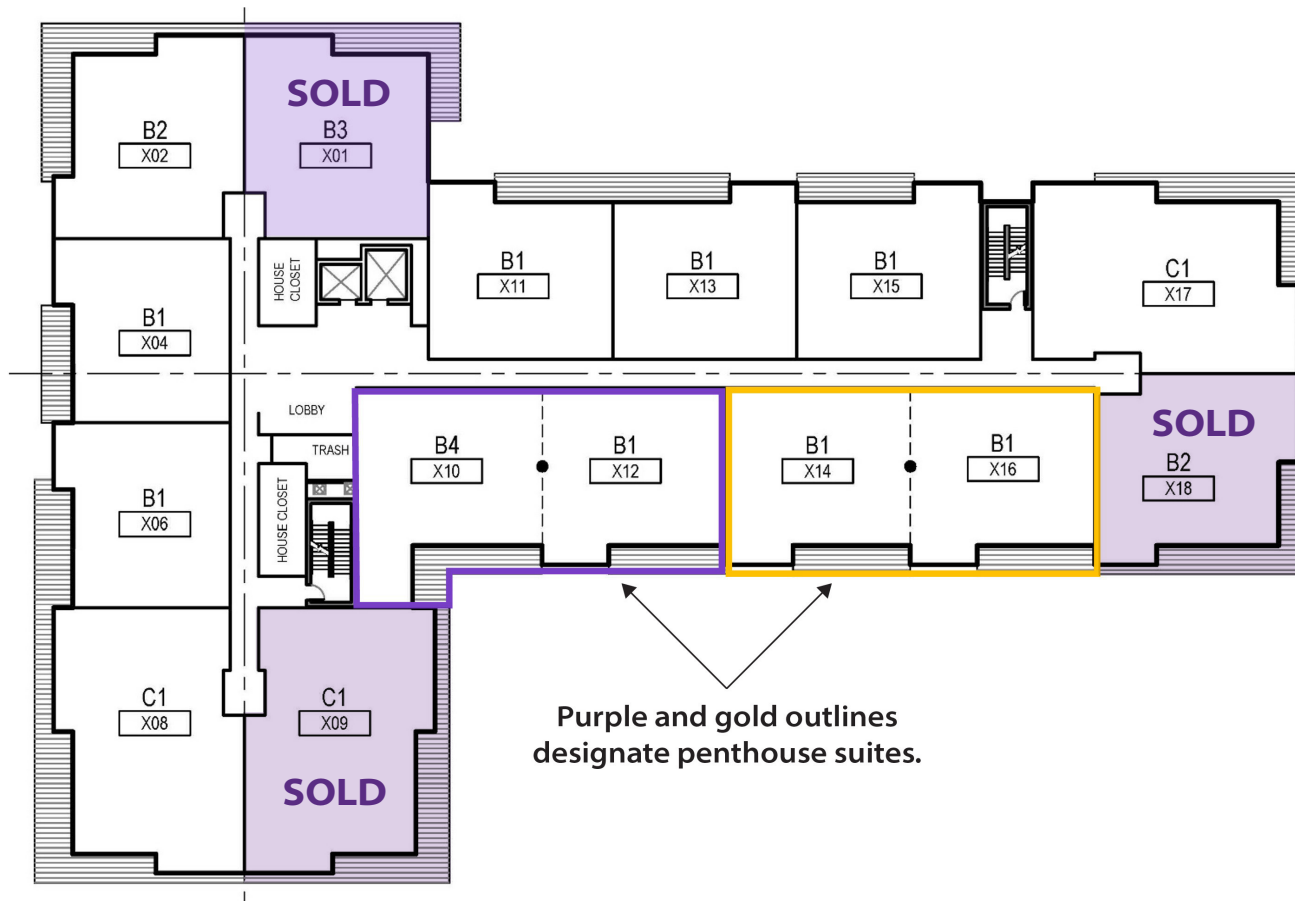 SOLD
B2
X02
B3
X01
B1
X11
B1
X13
B1
X15
C1
X17
HOUSE
CLOSET
B1
X04
LOBBY
TRASH
B4
X10
B1
X12
B1
X14
B1
X16
SOLD
B2
X18
B1
X06
HOUSE CLOSET
C1
X08
C1
X09
SOLD
Purple and gold outlines
designate penthouse suites.